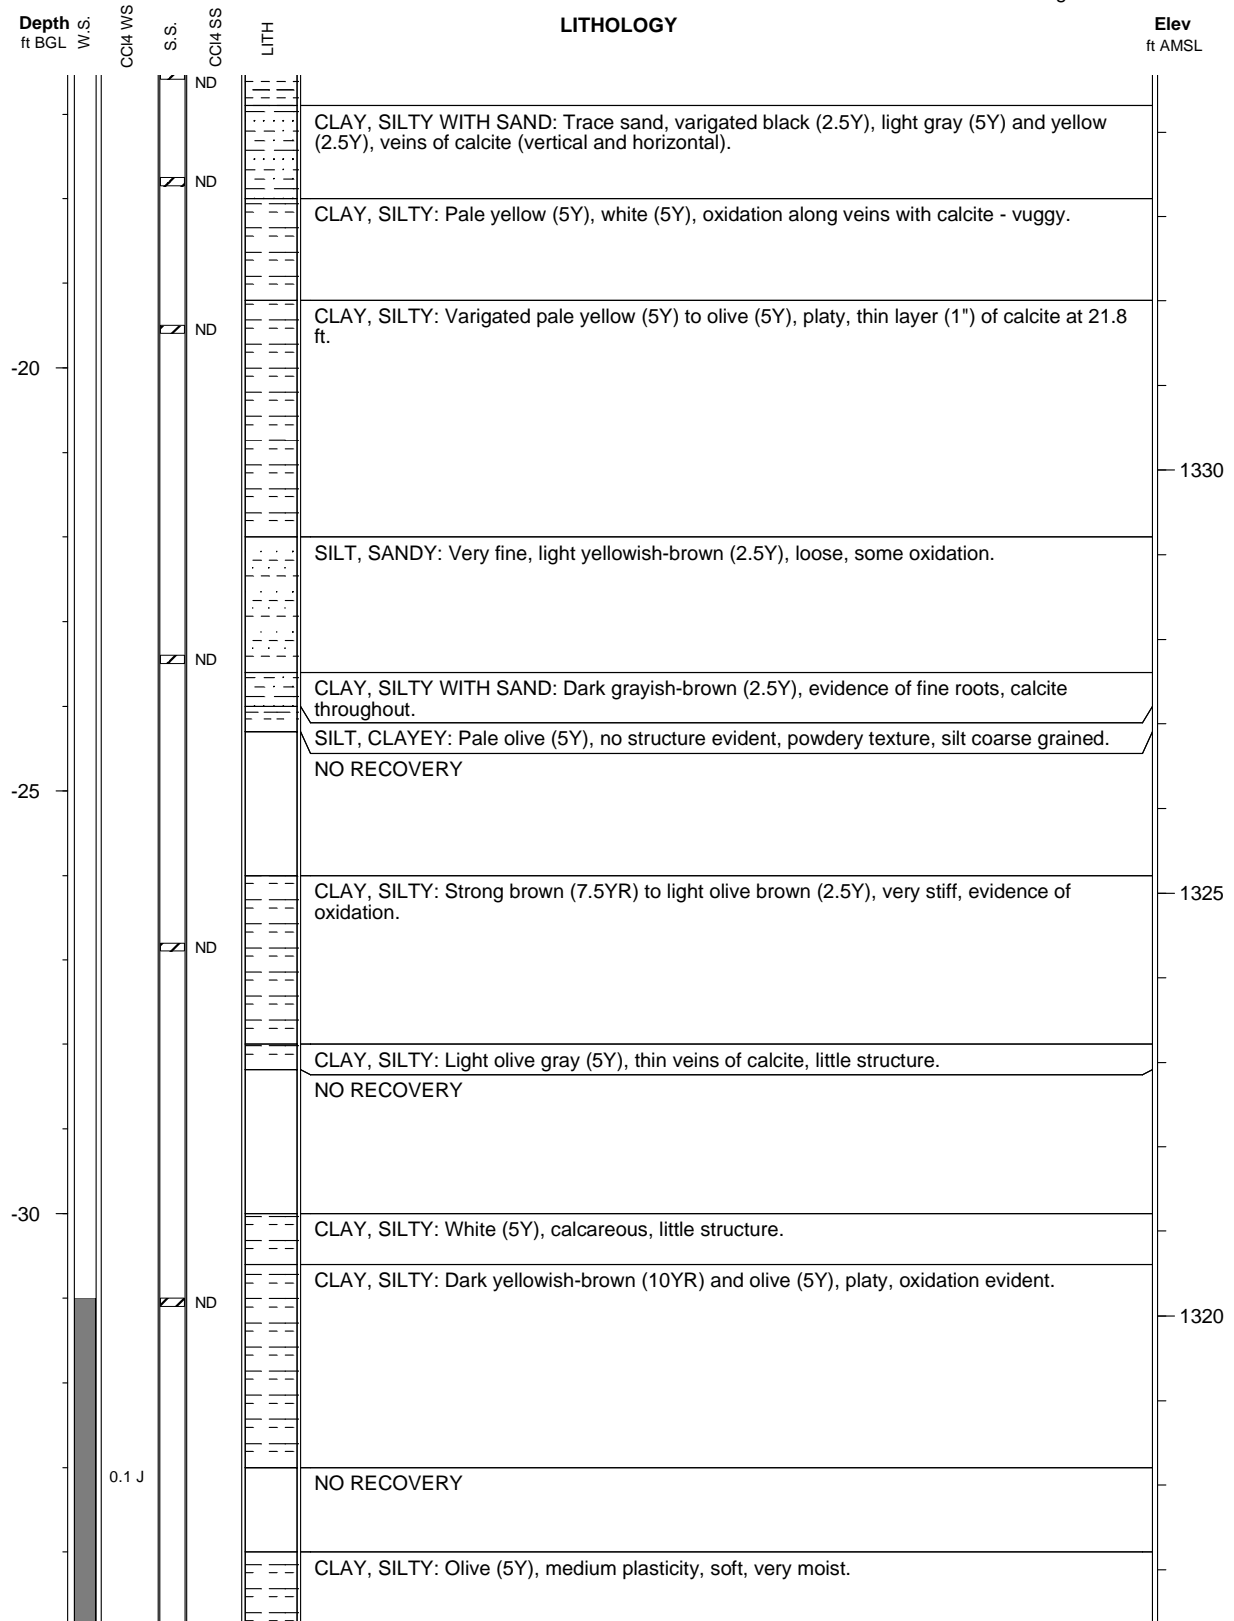 Depth
ft BGL
W.S.
CCl4 WS
S.S.
CCl4 SS
LITH
LITHOLOGY
Elev
ft AMSL
ND
CLAY, SILTY WITH SAND: Trace sand, varigated black (2.5Y), light gray (5Y) and yellow
(2.5Y), veins of calcite (vertical and horizontal).
ND
CLAY, SILTY: Pale yellow (5Y), white (5Y), oxidation along veins with calcite - vuggy.
CLAY, SILTY: Varigated pale yellow (5Y) to olive (5Y), platy, thin layer (1") of calcite at 21.8
ft.
ND
-20
1330
SILT, SANDY: Very fine, light yellowish-brown (2.5Y), loose, some oxidation.
ND
CLAY, SILTY WITH SAND: Dark grayish-brown (2.5Y), evidence of fine roots, calcite
throughout.
SILT, CLAYEY: Pale olive (5Y), no structure evident, powdery texture, silt coarse grained.
NO RECOVERY
-25
CLAY, SILTY: Strong brown (7.5YR) to light olive brown (2.5Y), very stiff, evidence of
oxidation.
1325
ND
CLAY, SILTY: Light olive gray (5Y), thin veins of calcite, little structure.
NO RECOVERY
-30
CLAY, SILTY: White (5Y), calcareous, little structure.
CLAY, SILTY: Dark yellowish-brown (10YR) and olive (5Y), platy, oxidation evident.
ND
1320
0.1 J
NO RECOVERY
CLAY, SILTY: Olive (5Y), medium plasticity, soft, very moist.